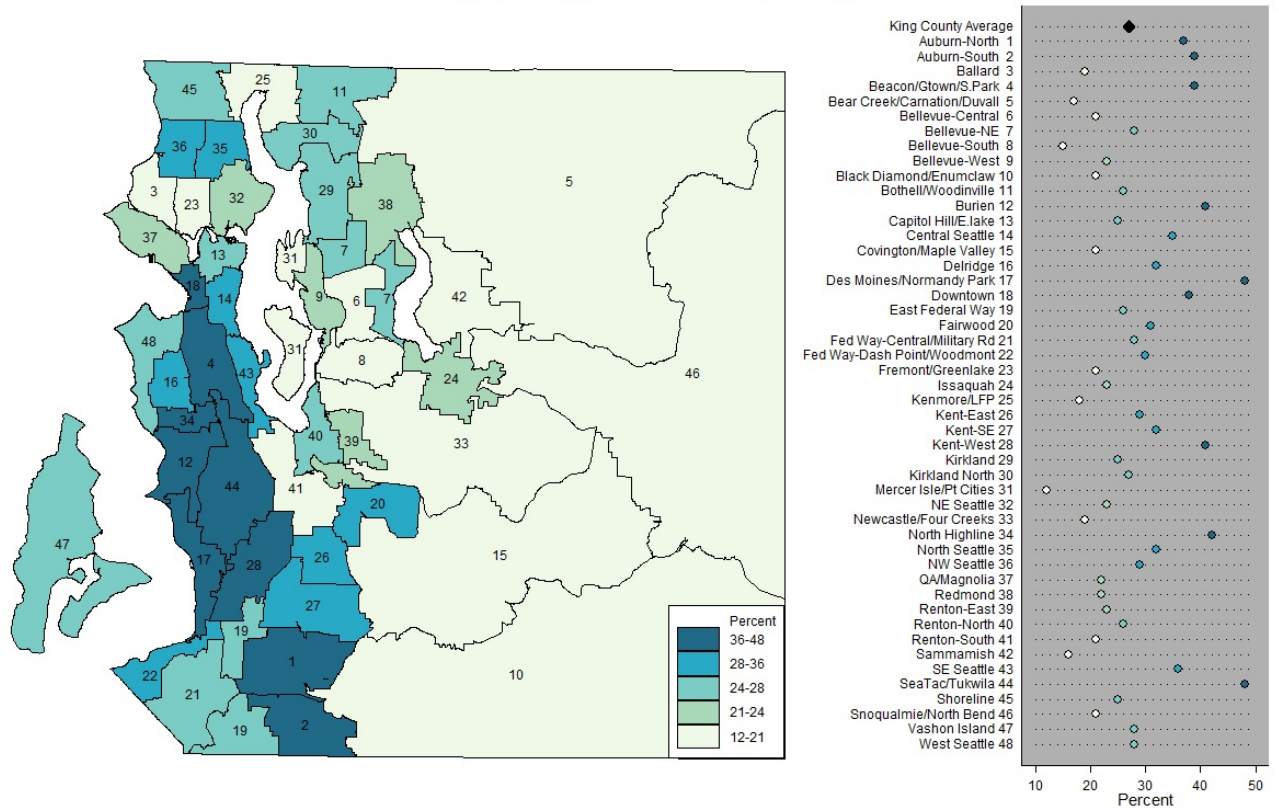 45
25
11
36
35
30
3
23
32
29
38
5
37
13
7
31
18
14
9
6
7
42
48
4
31
8
46
16
43
24
34
40
39
33
12
44
41
20
47
17
28
26
15
27
19
1
10
22
21
19
2
Percent
36-48
28-36
24-28
21-24
12-21
King County Average
Auburn-North 1
Auburn-South 2
Ballard 3
Beacon/Gtown/S.Park 4
Bear Creek/Carnation/Duvall 5
Bellevue-Central 6
Bellevue-NE 7
Bellevue-South 8
Bellevue-West 9
Black Diamond/Enumclaw 10
Bothell/Woodinville 11
Burien 12
Capitol Hill/E.lake 13
Central Seattle 14
Covington/Maple Valley 15
Delridge 16
Des Moines/Normandy Park 17
Downtown 18
East Federal Way 19
Fairwood 20
Fed Way-Central/Military Rd 21
Fed Way-Dash Point/Woodmont 22
Fremont/Greenlake 23
Issaquah 24
Kenmore/LFP 25
Kent-East 26
Kent-SE 27
Kent-West 28
Kirkland 29
Kirkland North 30
Mercer Isle/Pt Cities 31
NE Seattle 32
Newcastle/Four Creeks 33
North Highline 34
North Seattle 35
NW Seattle 36
QA/Magnolia 37
Redmond 38
Renton-East 39
Renton-North 40
Renton-South 41
Sammamish 42
SE Seattle 43
SeaTac/Tukwila 44
Shoreline 45
Snoqualmie/North Bend 46
Vashon Island 47
West Seattle 48
10 20 30 40 50
Percent